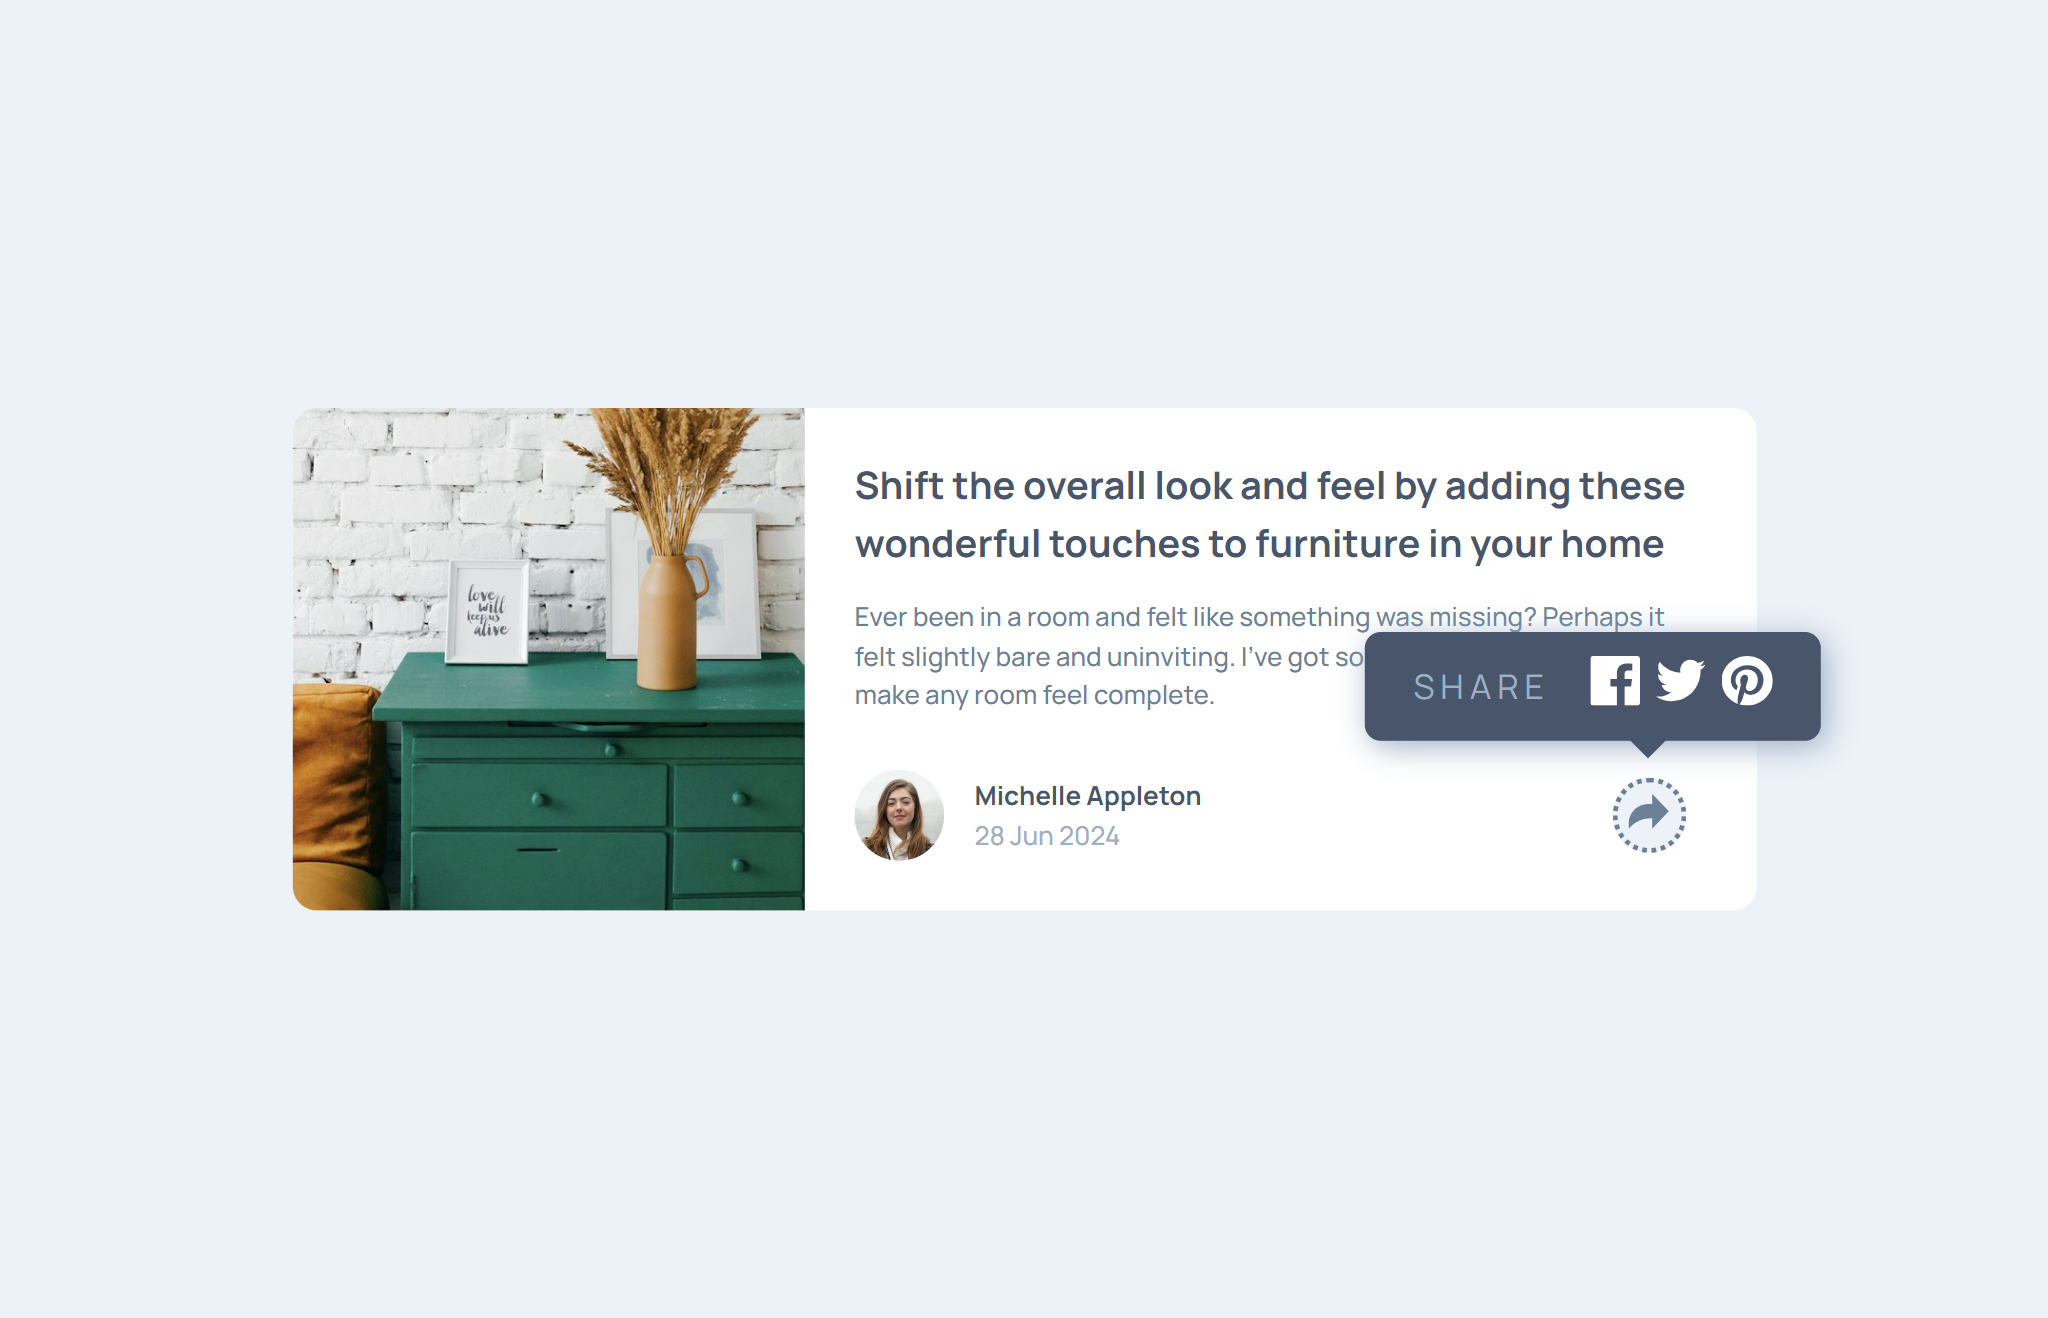 Shift the overall look and feel by adding these
wonderful touches to furniture in your home
Ever been in a room and felt like something was missing? Perhaps it
felt slightly bare and uninviting. I've got so
make any room feel complete.
SHARE
Michelle Appleton
28 Jun 2024
love
will
keep us
alive